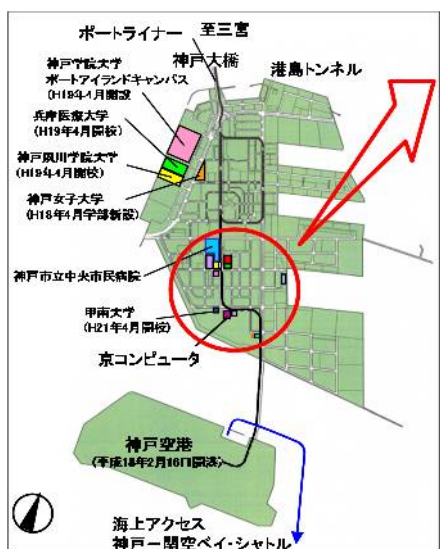 ポートライナー
至三宮
神戸大橋
港島トンネル
神戸学院大学
ポートアイランドキャンパス
(H19年4月開設
兵庫医療大学
(H19年4月開校)
神戸夙川学院大学
(H19年4月開校)
神戸女子大学
(H18年4月学部新設)
神戸市立中央市民病院
甲南大学
(H21年4月開校)
京コンピュータ
神戸空港
(平成18年2月16日開港)
海上アクセス
神戸ー関空ベイ・シャトル